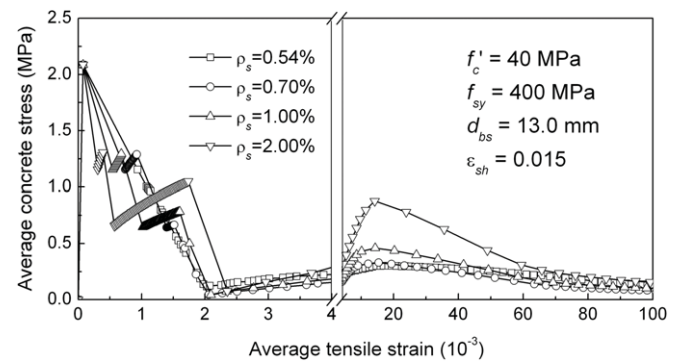 Average concrete stress (MPa)
2.5
2.0
1.5
1.0
0.5
0.0
ρs=0.54%
ρs=0.70%
ρs=1.00%
ρs=2.00%
fc' = 40 MPa
fsy = 400 MPa
dbs = 13.0 mm
εsh = 0.015
0 1 2 3 4 20 40 60 80 100
Average tensile strain (10-3)